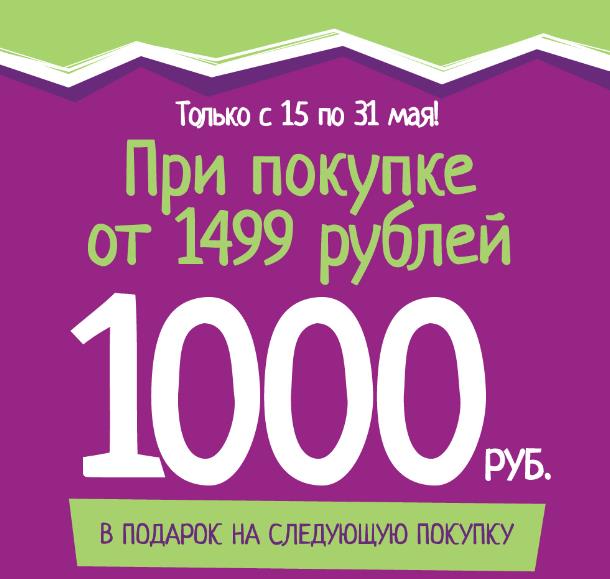 Только с 15 по 31 мая!
При покупке
от 1499 рублей
1000 РУБ.
В ПОДАРОК НА СЛЕДУЮЩУЮ ПОКУПКУ